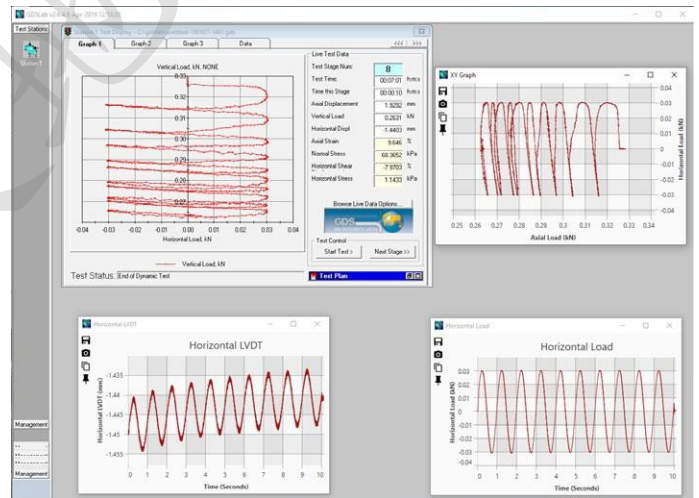 Test Stations
Station 1
Graph 1
Graph 2
Graph 3
Data
<<<
>>>
Vertical Load, kN, NONE
0.33
0.32
0.31
0.30
0.29
0.28
0.27
-0.04
-0.03
-0.02
-0.01
0.00
0.01
0.02
0.03
0.04
Horizontal Load, kN
Vertical Load, kN
Test Status: End of Dynamic Test
Live Test Data
Test Stage Num: 8
Test Time: 00:07:01 h:m:s
Time this Stage 00:00:10 h:m:s
Axial Displacement 1.9292 mm
Vertical Load 0.2631 kN
Horizontal Displ -1.4403 mm
Axial Strain 9.646 %
Normal Stress 68.3652 kPa
Horizontal Shear -7.9703 %
Horizontal Stress 1.1433 kPa
Browse Live Data Options...
GDS
Test Control
Start Test >
Next Stage >>
Test Plan
XY Graph
0.04
0.03
0.02
0.01
0
-0.01
-0.02
-0.03
-0.04
Horizontal Load (kN)
0.25 0.26 0.27 0.28 0.29 0.3 0.31 0.32 0.33 0.34
Axial Load (kN)
Horizontal LVDT
Horizontal LVDT
-1.435
-1.44
-1.445
-1.45
-1.455
Horizontal LVDT (mm)
0 1 2 3 4 5 6 7 8 9 10
Time (Seconds)
Horizontal Load
Horizontal Load
0.03
0.02
0.01
0
-0.01
-0.02
-0.03
-0.04
Horizontal Load (kN)
0 1 2 3 4 5 6 7 8 9 10
Time (Seconds)
Management
Management